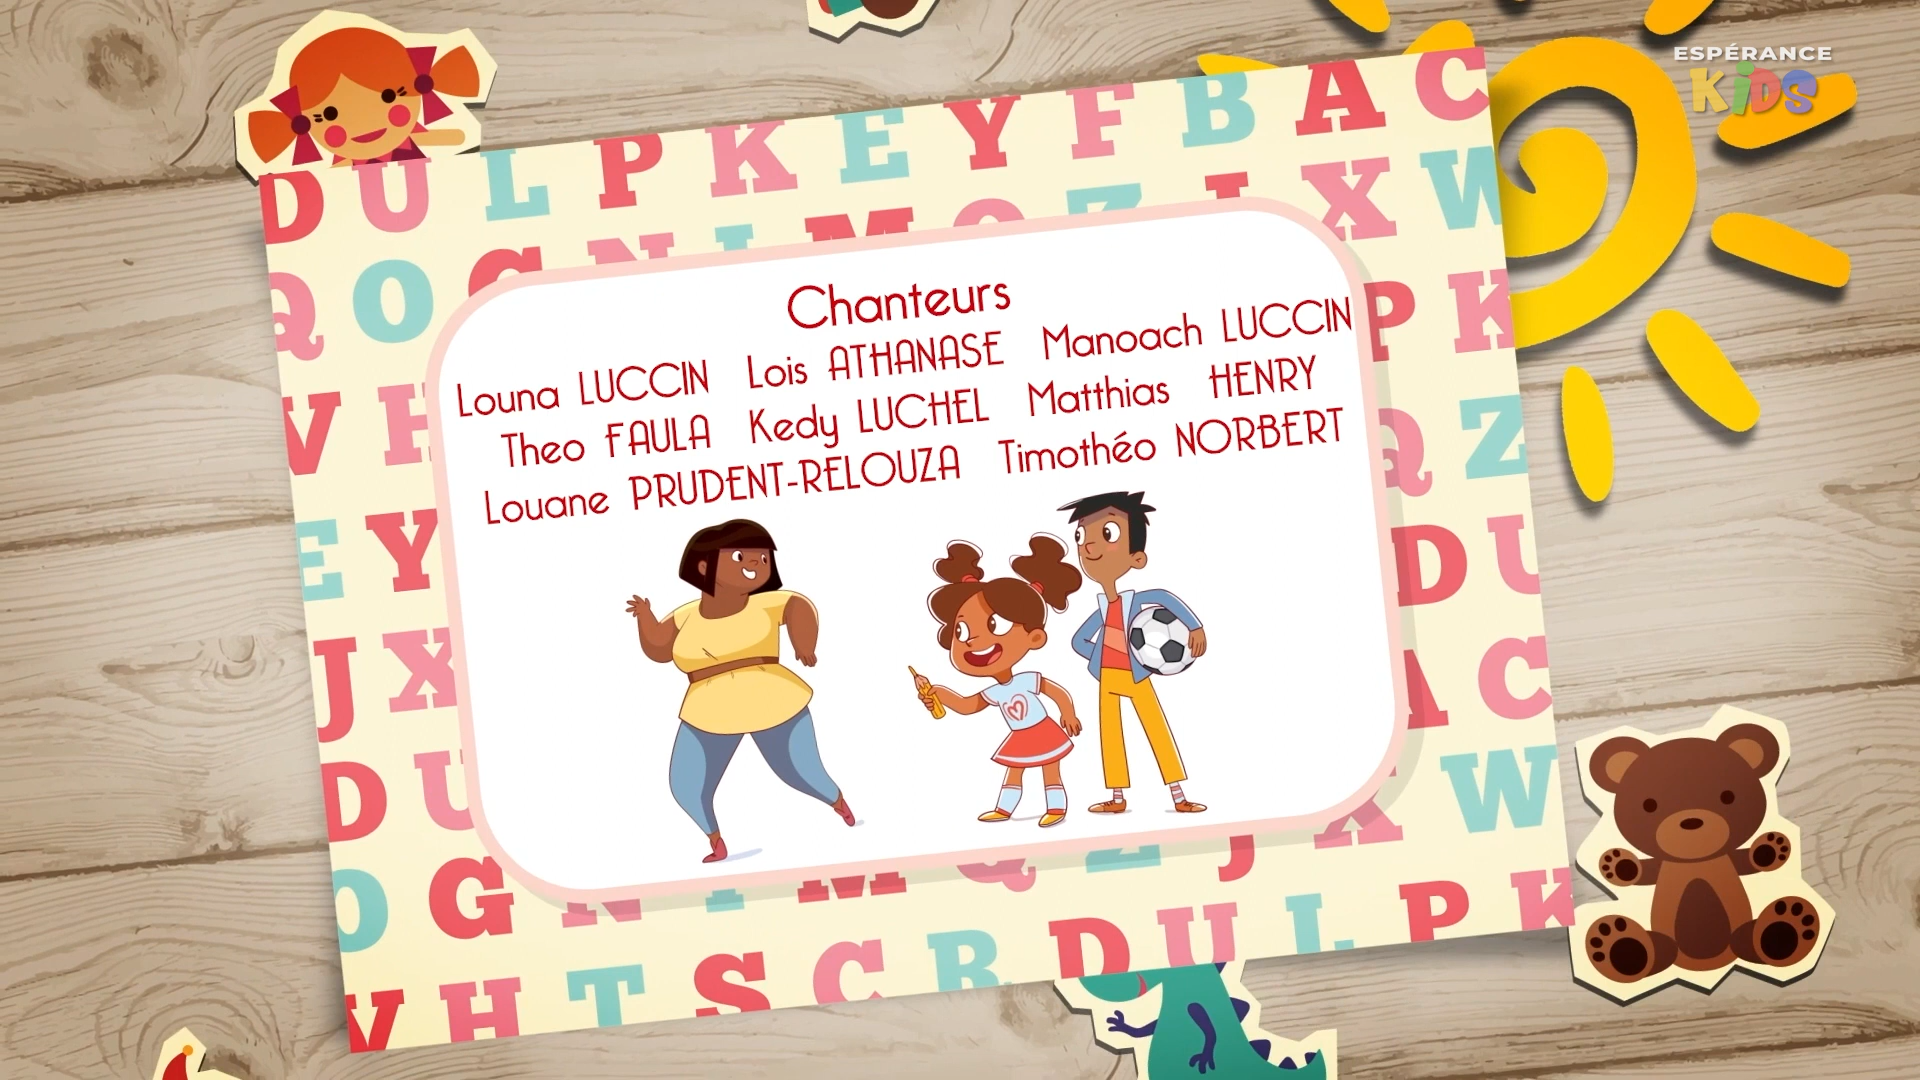 ESPÉRANCE
KiDS
Chanteurs
Louna LUCCIN Lois ATHANASE Manoach LUCCIN
Theo FAULA Kedy LUCHEL Matthias HENRY
Louane PRUDENT-RELOUZA Timothéo NORBERT
D U L P K E Y F B A C